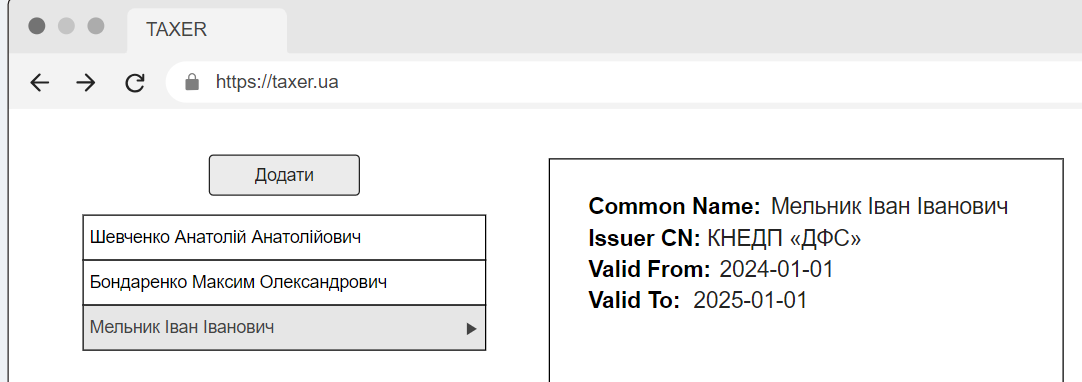 TAXER
https://taxer.ua
Додати
Шевченко Анатолій Анатолійович
Бондаренко Максим Олександрович
Мельник Іван Іванович
Common Name: Мельник Іван Іванович
Issuer CN: КНЕДП «ДФС»
Valid From: 2024-01-01
Valid To: 2025-01-01